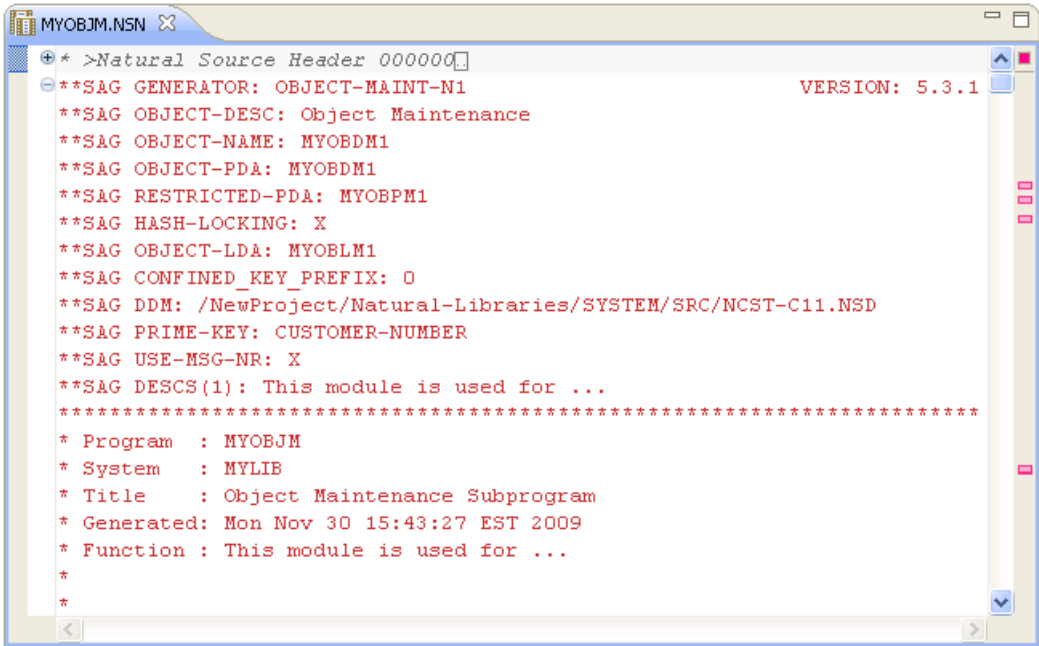 MYOBJM.NSN
* >Natural Source Header 000000
**SAG GENERATOR: OBJECT-MAINT-N1 VERSION: 5.3.1
**SAG OBJECT-DESC: Object Maintenance
**SAG OBJECT-NAME: MYOBDM1
**SAG OBJECT-PDA: MYOBDM1
**SAG RESTRICTED-PDA: MYOBPM1
**SAG HASH-LOCKING: X
**SAG OBJECT-LDA: MYOBLM1
**SAG CONFINED_KEY_PREFIX: O
**SAG DDM: /NewProject/Natural-Libraries/SYSTEM/SRC/NCST-C11.NSD
**SAG PRIME-KEY: CUSTOMER-NUMBER
**SAG USE-MSG-NR: X
**SAG DESCS(1): This module is used for ...
************************************************************************
* Program  : MYOBJM
* System   : MYLIB
* Title    : Object Maintenance Subprogram
* Generated: Mon Nov 30 15:43:27 EST 2009
* Function : This module is used for ...
*
*